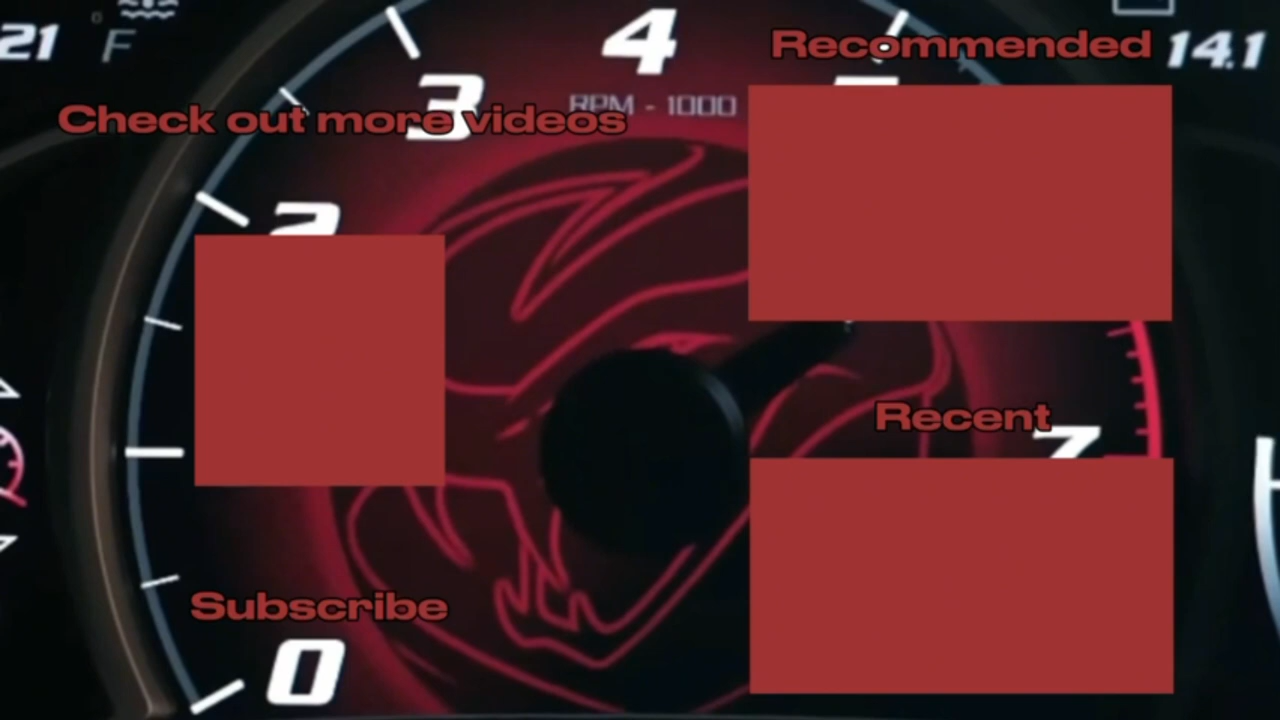 4
Recommended
21
F
14.1
3
RPM - 1000
Check out more videos
2
Recent
7
Subscribe
0